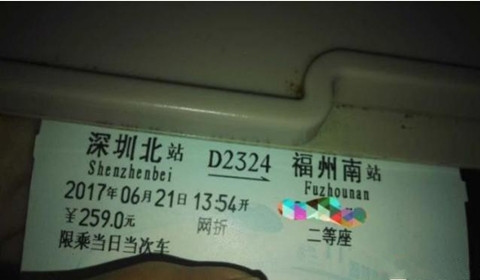 深圳北站 D2324 福州南站
Shenzhenbei Fuzhounan
2017年06月21日 13:54开
￥259.0元 网折 二等座
限乘当日当次车